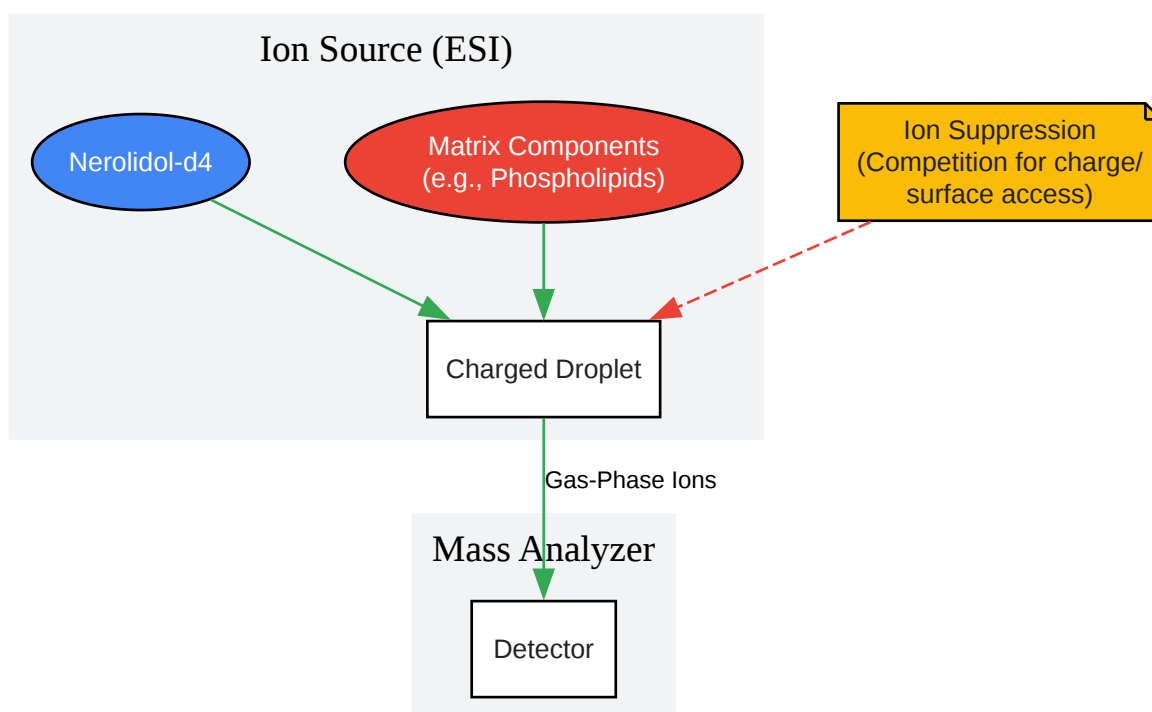 Ion Source (ESI)
Nerolidol-d4
Matrix Components
(e.g., Phospholipids)
Ion Suppression
(Competition for charge/
surface access)
Charged Droplet
Gas-Phase Ions
Mass Analyzer
Detector